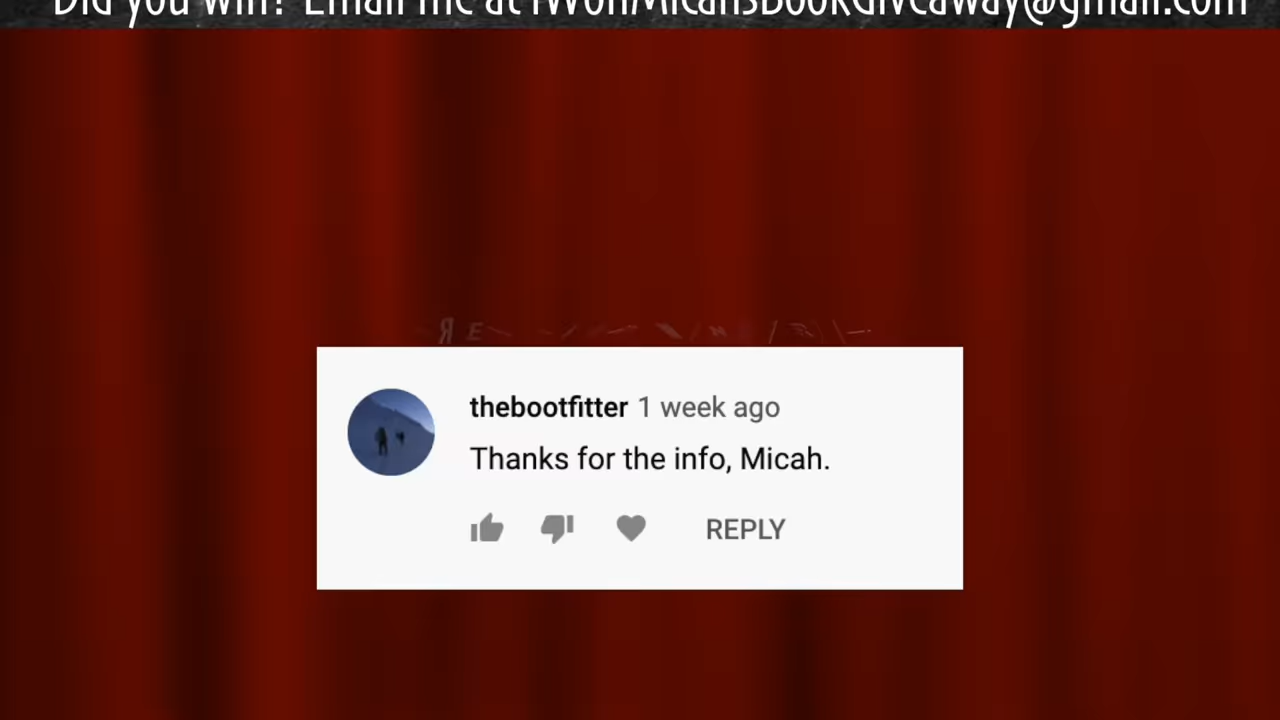 Did you win? Email me at IWonMicahsBookGiveaway@gmail.com
thebootfitter 1 week ago
Thanks for the info, Micah.
REPLY